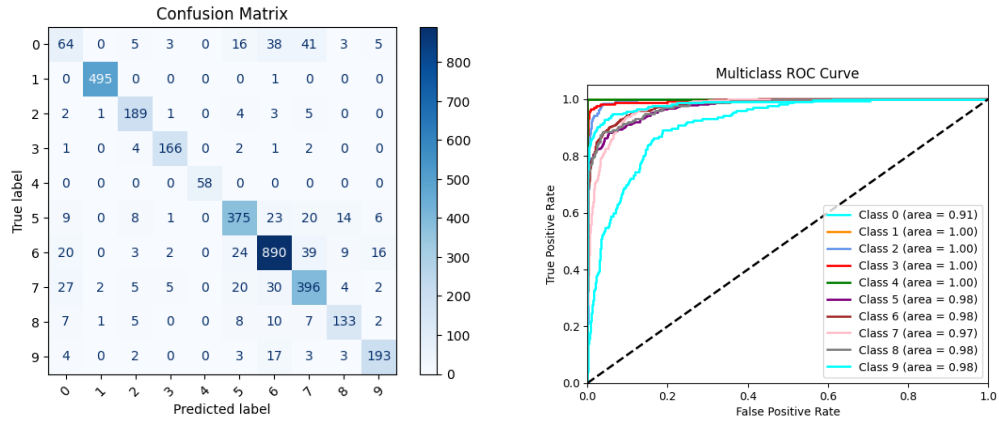 Confusion Matrix
True label
0 64 0 5 3 0 16 38 41 3 5
1 0 495 0 0 0 0 1 0 0 0
2 2 1 189 1 0 4 3 5 0 0
3 1 0 4 166 0 2 1 2 0 0
4 0 0 0 0 58 0 0 0 0 0
5 9 0 8 1 0 375 23 20 14 6
6 20 0 3 2 0 24 890 39 9 16
7 27 2 5 5 0 20 30 396 4 2
8 7 1 5 0 0 8 10 7 133 2
9 4 0 2 0 0 3 17 3 3 193
0 1 2 3 4 5 6 7 8 9
Predicted label
800
700
600
500
400
300
200
100
0
Multiclass ROC Curve
True Positive Rate
1.0
0.8
0.6
0.4
0.2
0.0
0.0 0.2 0.4 0.6 0.8 1.0
False Positive Rate
Class 0 (area = 0.91)
Class 1 (area = 1.00)
Class 2 (area = 1.00)
Class 3 (area = 1.00)
Class 4 (area = 1.00)
Class 5 (area = 0.98)
Class 6 (area = 0.98)
Class 7 (area = 0.97)
Class 8 (area = 0.98)
Class 9 (area = 0.98)